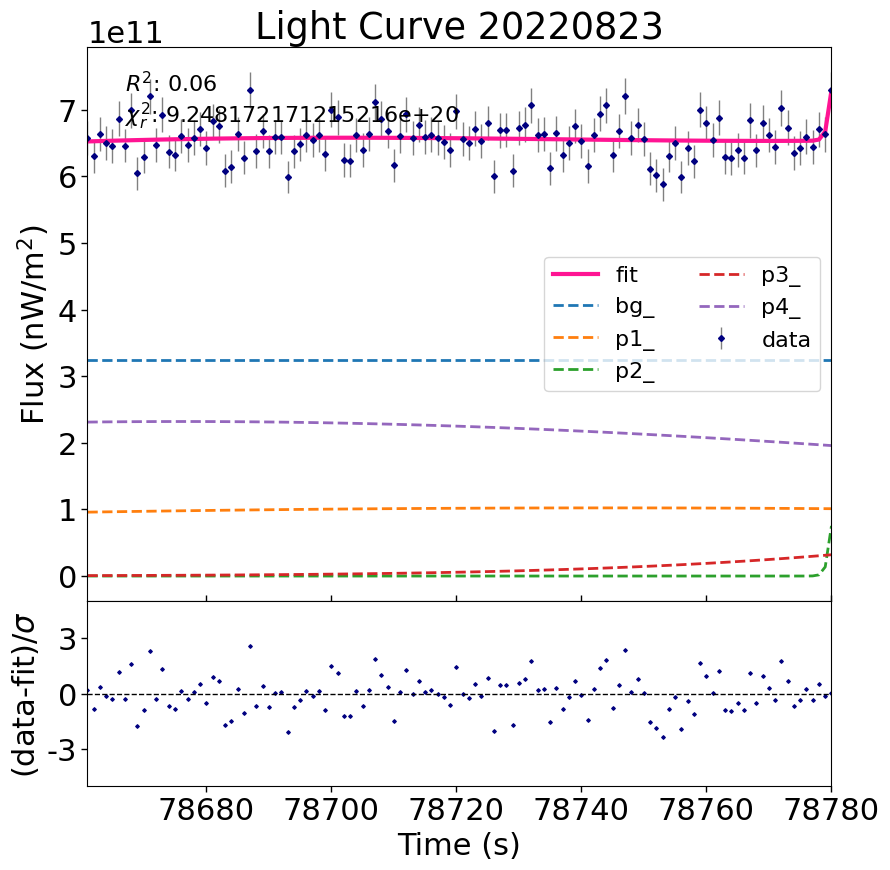 Light Curve 20220823
1e11
R²: 0.06
χ²ᵣ: 9.248172171215216e+20
7
6
5
4
3
2
1
0
Flux (nW/m²)
fit
bg_
p1_
p2_
p3_
p4_
data
3
0
-3
(data-fit)/σ
78680 78700 78720 78740 78760 78780
Time (s)